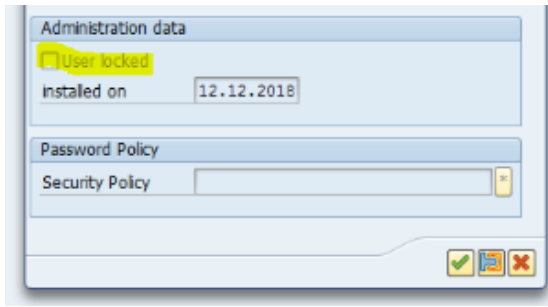 Administration data
User locked
installed on 12.12.2018
Password Policy
Security Policy